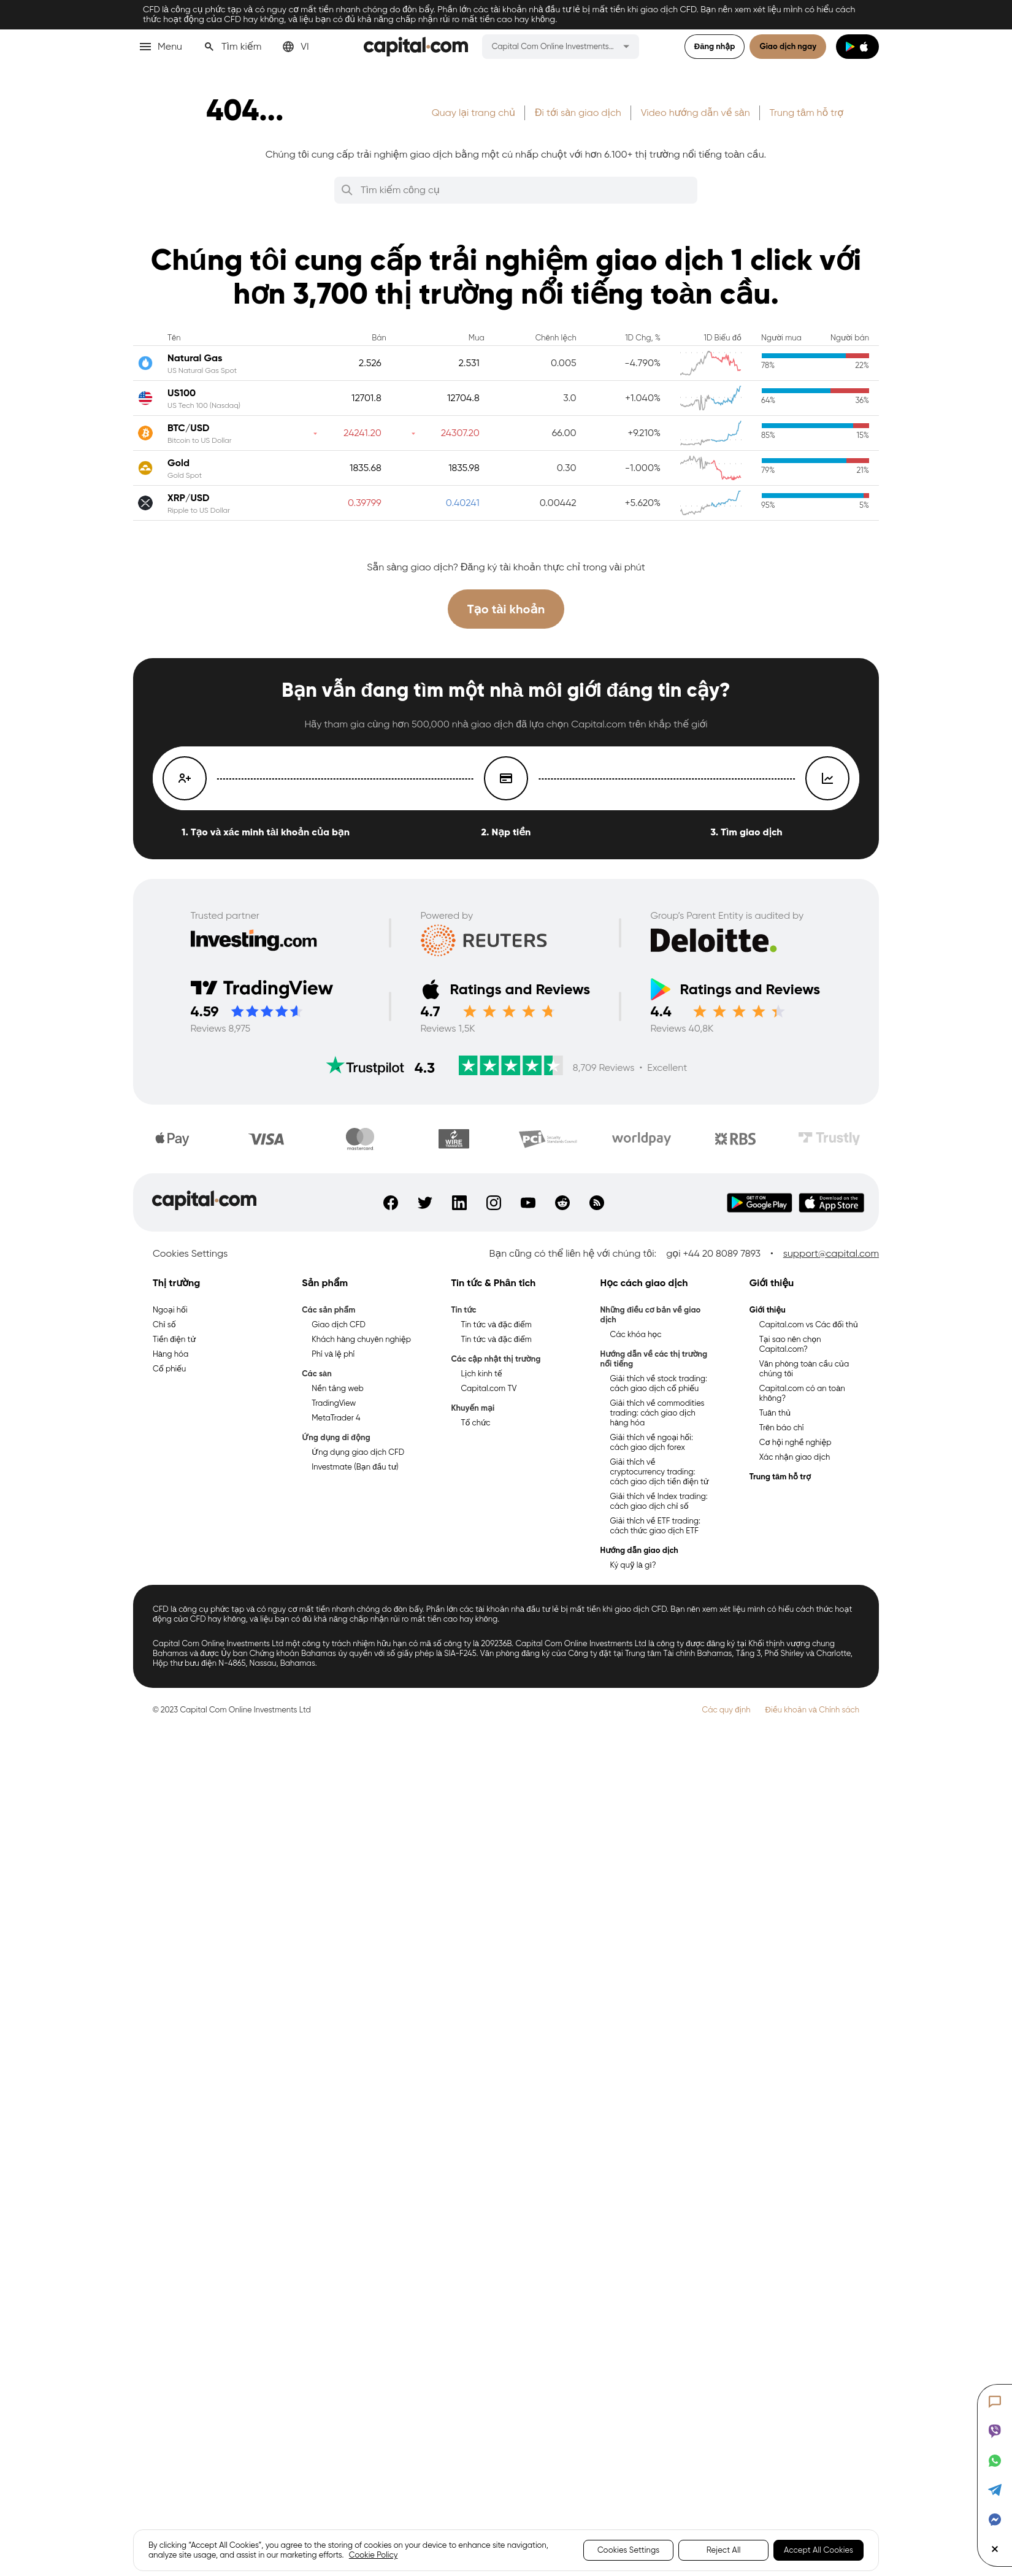 CFD là công cụ phức tạp và có nguy cơ mất tiền nhanh chóng do đòn bẩy. Phần lớn các tài khoản nhà đầu tư lẻ bị mất tiền khi giao dịch CFD. Bạn nên xem xét liệu mình có hiểu cách
thức hoạt động của CFD hay không, và liệu bạn có đủ khả năng chấp nhận rủi ro mất tiền cao hay không.
Menu
Tìm kiếm
VI
capital.com
Capital Com Online Investments...
Đăng nhập
Giao dịch ngay
404...
Quay lại trang chủ
Đi tới sàn giao dịch
Video hướng dẫn về sàn
Trung tâm hỗ trợ
Chúng tôi cung cấp trải nghiệm giao dịch bằng một cú nhấp chuột với hơn 6.100+ thị trường nổi tiếng toàn cầu.
Tìm kiếm công cụ
Chúng tôi cung cấp trải nghiệm giao dịch 1 click với
hơn 3,700 thị trường nổi tiếng toàn cầu.
Tên Bán Mua Chênh lệch 1D Chg, % 1D Biểu đồ Người mua Người bán
Natural Gas 2.526 2.531 0.005 -4.790%
US Natural Gas Spot 78% 22%
US100 12701.8 12704.8 3.0 +1.040%
US Tech 100 (Nasdaq) 64% 36%
BTC/USD 24241.20 24307.20 66.00 +9.210%
Bitcoin to US Dollar 85% 15%
Gold 1835.68 1835.98 0.30 -1.000%
Gold Spot 79% 21%
XRP/USD 0.39799 0.40241 0.00442 +5.620%
Ripple to US Dollar 95% 5%
Sẵn sàng giao dịch? Đăng ký tài khoản thực chỉ trong vài phút
Tạo tài khoản
Bạn vẫn đang tìm một nhà môi giới đáng tin cậy?
Hãy tham gia cùng hơn 500,000 nhà giao dịch đã lựa chọn Capital.com trên khắp thế giới
1. Tạo và xác minh tài khoản của bạn
2. Nạp tiền
3. Tìm giao dịch
Trusted partner
Investing.com
Powered by
REUTERS
Group's Parent Entity is audited by
Deloitte.
TradingView
4.59
Reviews 8,975
Ratings and Reviews
4.7
Reviews 1,5K
Ratings and Reviews
4.4
Reviews 40,8K
Trustpilot 4.3
8,709 Reviews • Excellent
Pay
VISA
mastercard
WIRE
TRANSFER
PCI Security Standards Council
worldpay
RBS
Trustly
capital.com
GET IT ON
Google Play
Download on the
App Store
Cookies Settings
Bạn cũng có thể liên hệ với chúng tôi: gọi +44 20 8089 7893 • support@capital.com
Thị trường
Ngoại hối
Chỉ số
Tiền điện tử
Hàng hóa
Cổ phiếu
Sản phẩm
Các sản phẩm
Giao dịch CFD
Khách hàng chuyên nghiệp
Phí và lệ phí
Các sàn
Nền tảng web
TradingView
MetaTrader 4
Ứng dụng di động
Ứng dụng giao dịch CFD
Investmate (Bạn đầu tư)
Tin tức & Phân tích
Tin tức
Tin tức và đặc điểm
Tin tức và đặc điểm
Các cập nhật thị trường
Lịch kinh tế
Capital.com TV
Khuyến mại
Tổ chức
Học cách giao dịch
Những điều cơ bản về giao
dịch
Các khóa học
Hướng dẫn về các thị trường
nổi tiếng
Giải thích về stock trading:
cách giao dịch cổ phiếu
Giải thích về commodities
trading: cách giao dịch
hàng hóa
Giải thích về ngoại hối:
cách giao dịch forex
Giải thích về
cryptocurrency trading:
cách giao dịch tiền điện tử
Giải thích về Index trading:
cách giao dịch chỉ số
Giải thích về ETF trading:
cách thức giao dịch ETF
Hướng dẫn giao dịch
Ký quỹ là gì?
Giới thiệu
Giới thiệu
Capital.com vs Các đối thủ
Tại sao nên chọn
Capital.com?
Văn phòng toàn cầu của
chúng tôi
Capital.com có an toàn
không?
Tuân thủ
Trên báo chí
Cơ hội nghề nghiệp
Xác nhận giao dịch
Trung tâm hỗ trợ
CFD là công cụ phức tạp và có nguy cơ mất tiền nhanh chóng do đòn bẩy. Phần lớn các tài khoản nhà đầu tư lẻ bị mất tiền khi giao dịch CFD. Bạn nên xem xét liệu mình có hiểu cách thức hoạt
động của CFD hay không, và liệu bạn có đủ khả năng chấp nhận rủi ro mất tiền cao hay không.
Capital Com Online Investments Ltd một công ty trách nhiệm hữu hạn có mã số công ty là 209236B. Capital Com Online Investments Ltd là công ty được đăng ký tại Khối thịnh vượng chung
Bahamas và được Ủy ban Chứng khoán Bahamas ủy quyền với số giấy phép là SIA-F245. Văn phòng đăng ký của Công ty đặt tại Trung tâm Tài chính Bahamas, Tầng 3, Phố Shirley và Charlotte,
Hộp thư bưu điện N-4865, Nassau, Bahamas.
© 2023 Capital Com Online Investments Ltd
Các quy định
Điều khoản và Chính sách
By clicking "Accept All Cookies", you agree to the storing of cookies on your device to enhance site navigation,
analyze site usage, and assist in our marketing efforts. Cookie Policy
Cookies Settings
Reject All
Accept All Cookies